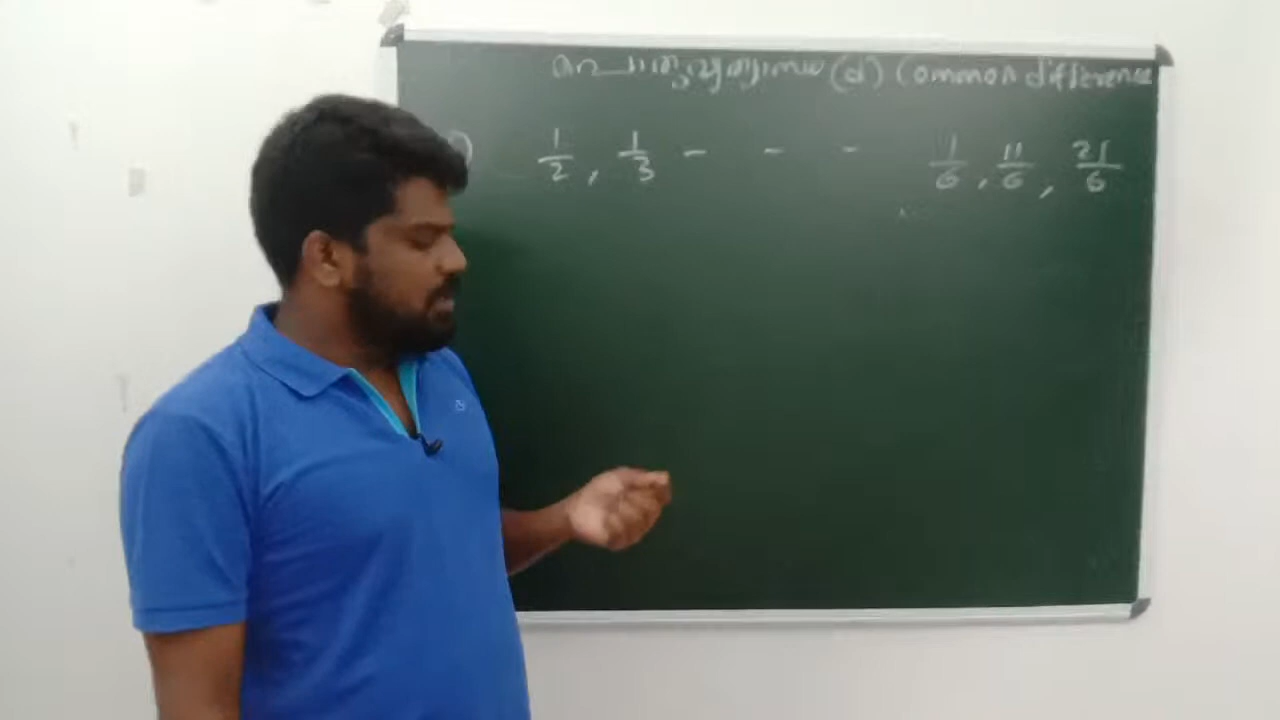 (d) Common difference
) 1/2, 1/3 - - - 1/6, 11/6, 21/6